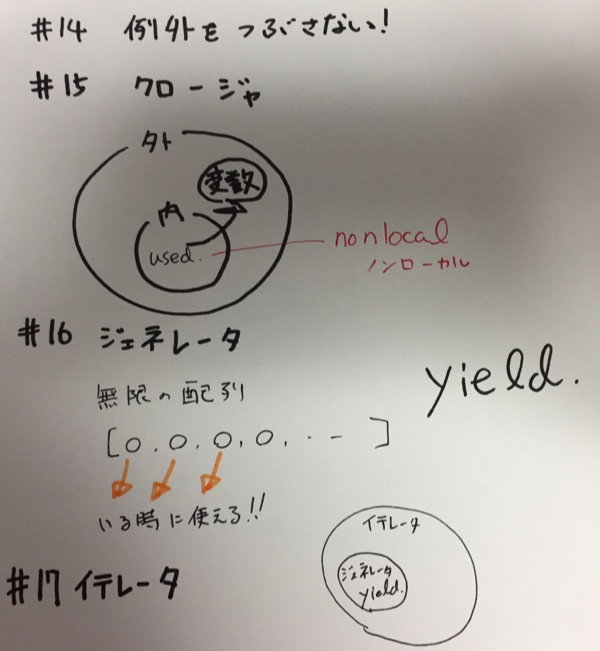 #14 例外をつぶさない!
#15 クロージャ
外
変数
内
used.
nonlocal
ノンローカル
#16 ジェネレータ
yield.
無限の配列
[0.0.0.0.・--]
いる時に使える!!
イテレータ
ジェネレータ
yield.
#17 イテレータ